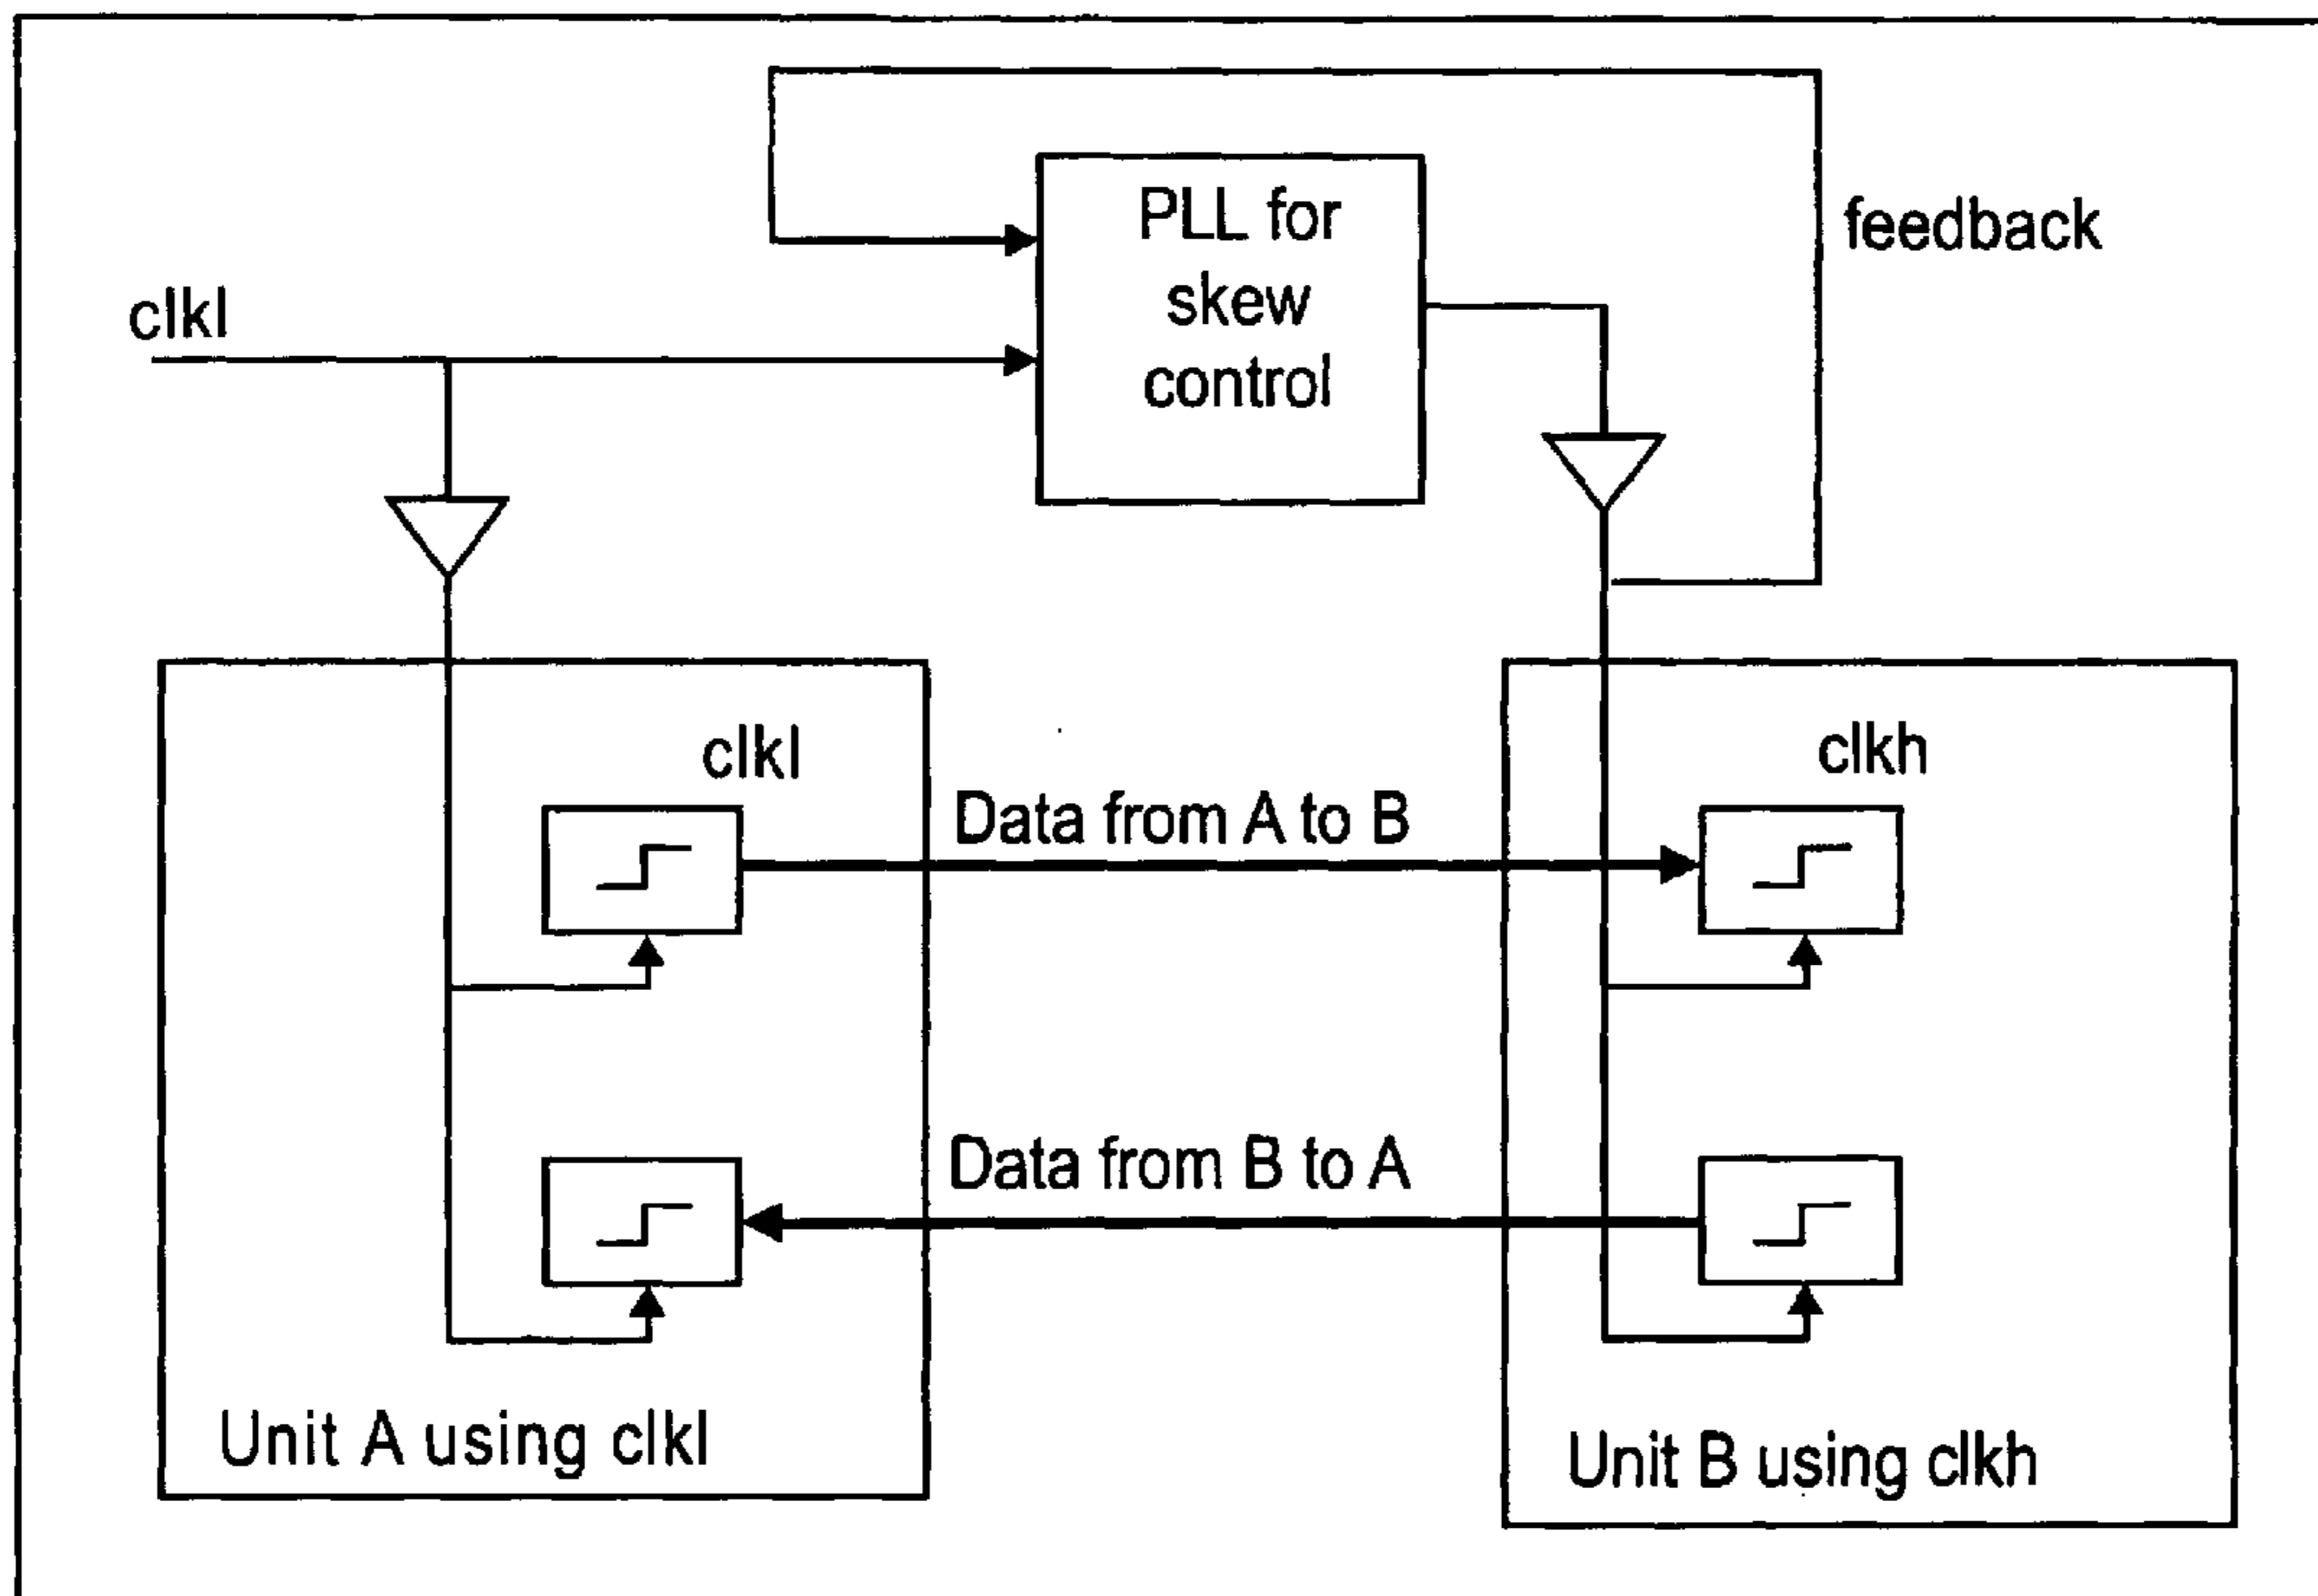 PLL for
skew
control
feedback
clkl
clkl
clkh
Data from A to B
Data from B to A
Unit A using clkl
Unit B using clkh